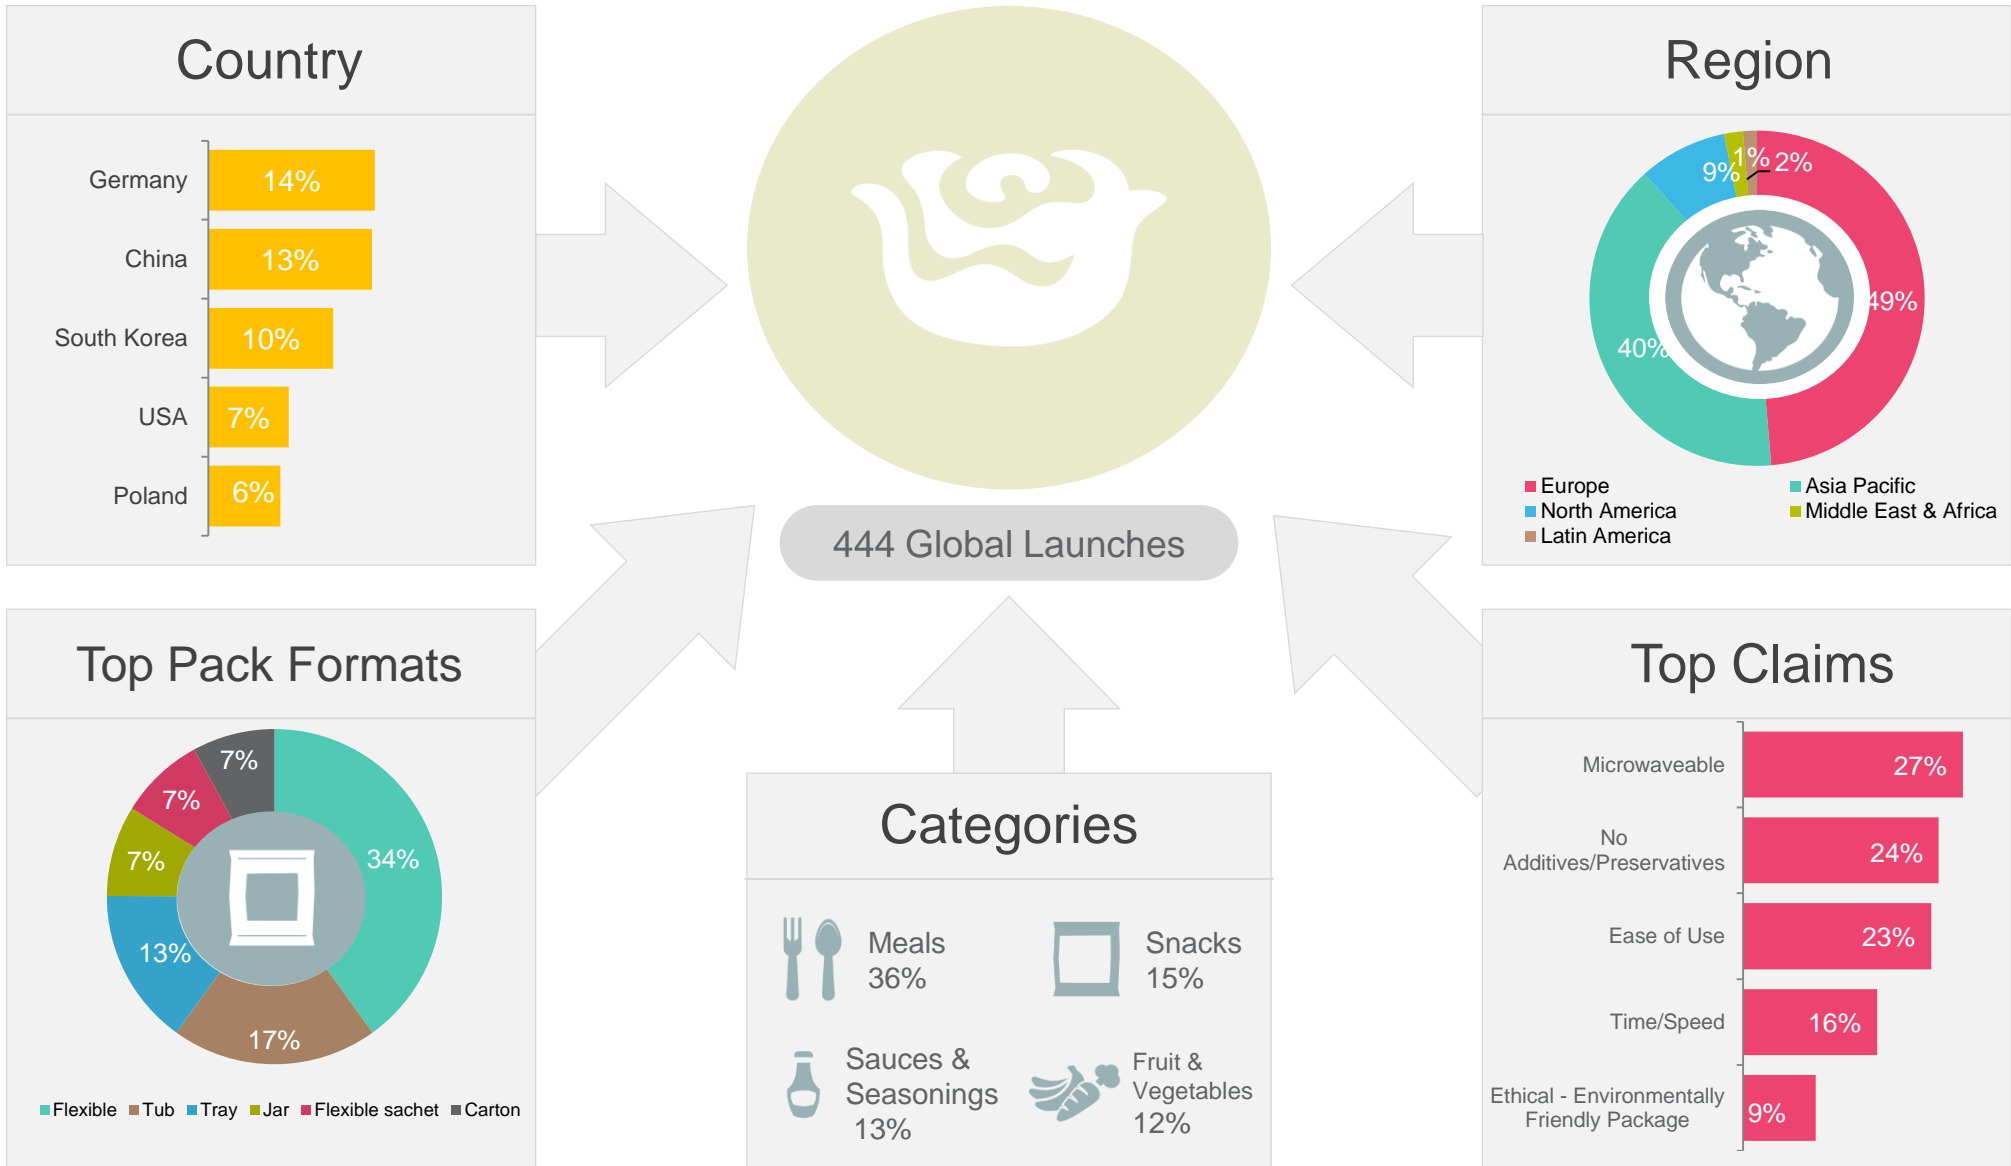 Country
Germany
14%
China
13%
South Korea
10%
USA
7%
Poland
6%
444 Global Launches
Region
1%
2%
9%
49%
40%
Europe
Asia Pacific
North America
Middle East & Africa
Latin America
Top Pack Formats
7%
7%
7%
34%
13%
17%
Flexible
Tub
Tray
Jar
Flexible sachet
Carton
Categories
Meals
36%
Snacks
15%
Sauces &
Seasonings
13%
Fruit &
Vegetables
12%
Top Claims
Microwaveable
27%
No
Additives/Preservatives
24%
Ease of Use
23%
Time/Speed
16%
Ethical - Environmentally
Friendly Package
9%